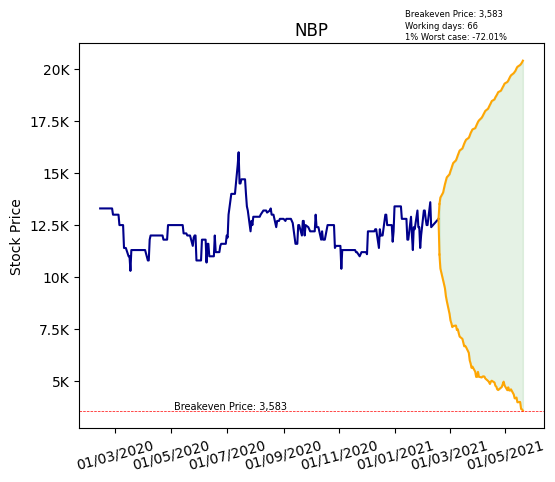 Breakeven Price: 3,583
Working days: 66
1% Worst case: -72.01%
NBP
Stock Price
20K
17.5K
15K
12.5K
10K
7.5K
5K
Breakeven Price: 3,583
01/03/2020
01/05/2020
01/07/2020
01/09/2020
01/11/2020
01/01/2021
01/03/2021
01/05/2021